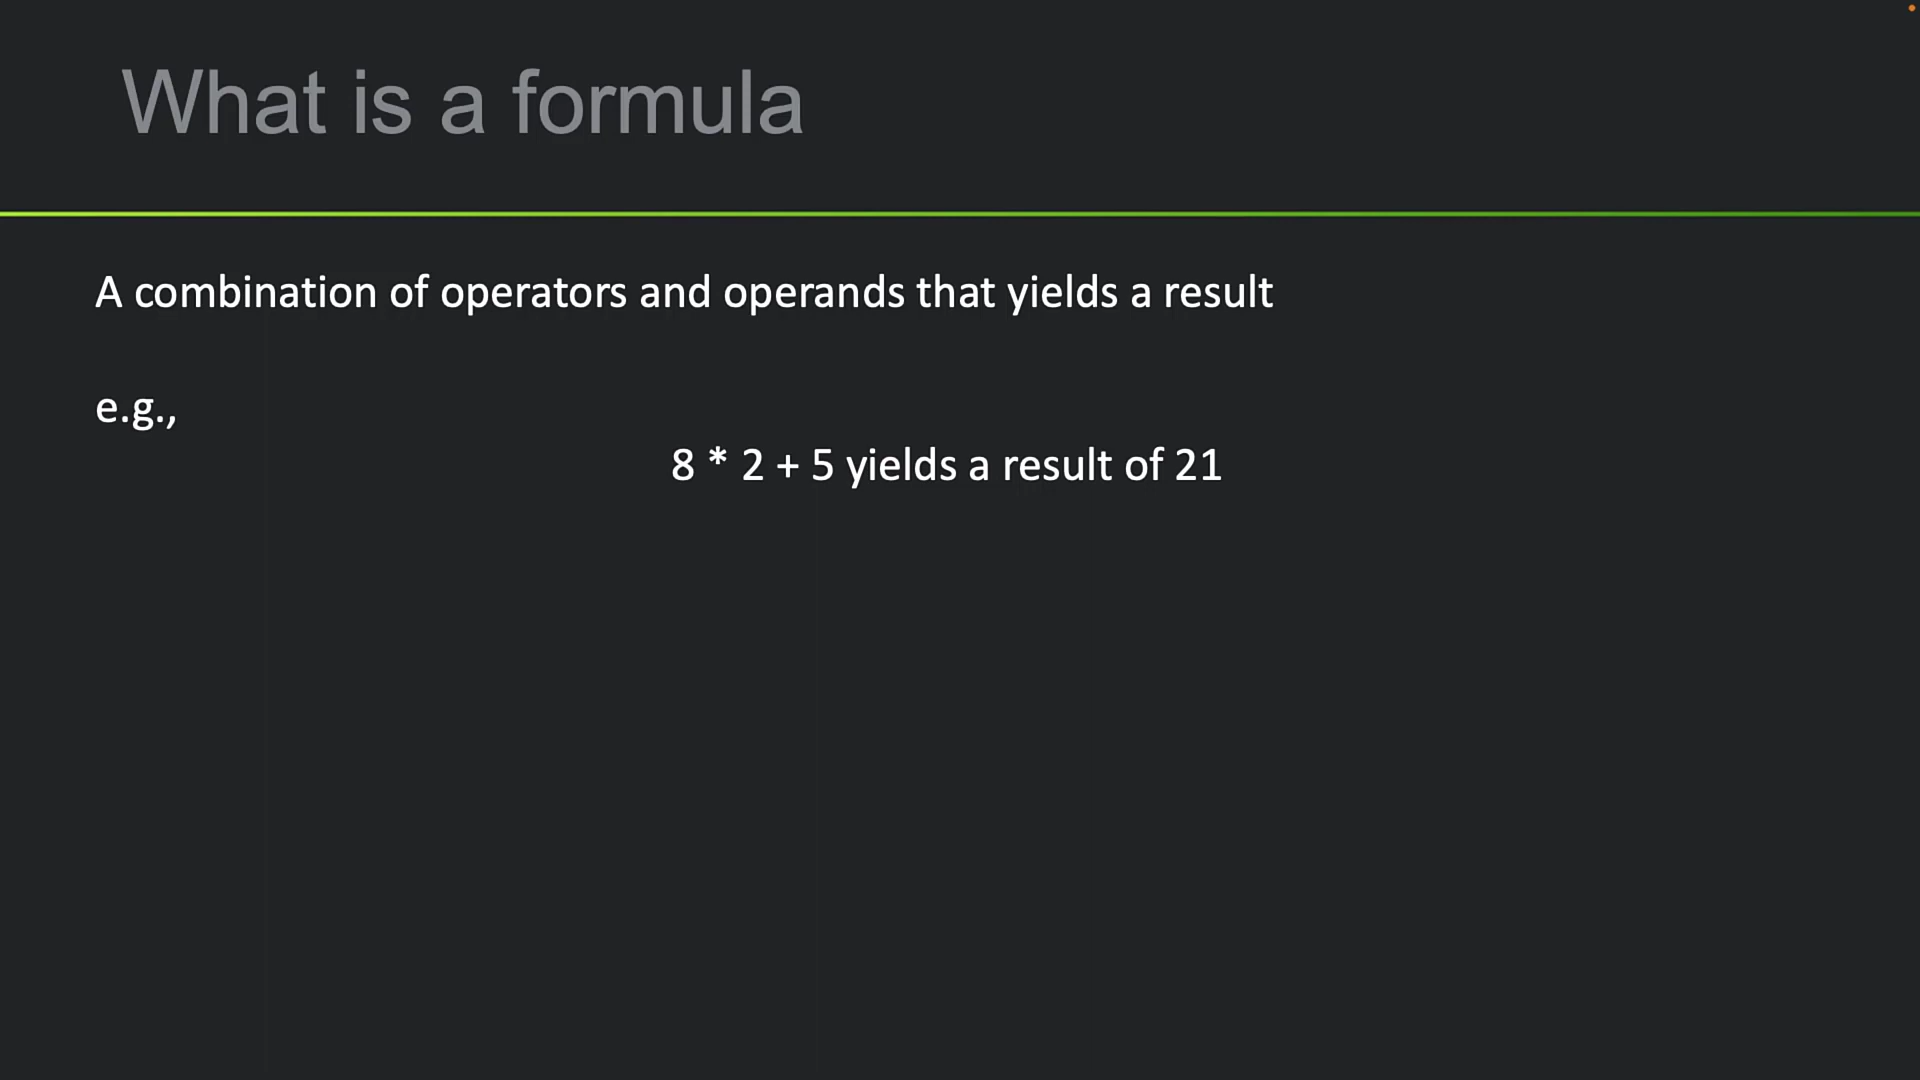 What is a formula
A combination of operators and operands that yields a result
e.g.,
8 * 2 + 5 yields a result of 21